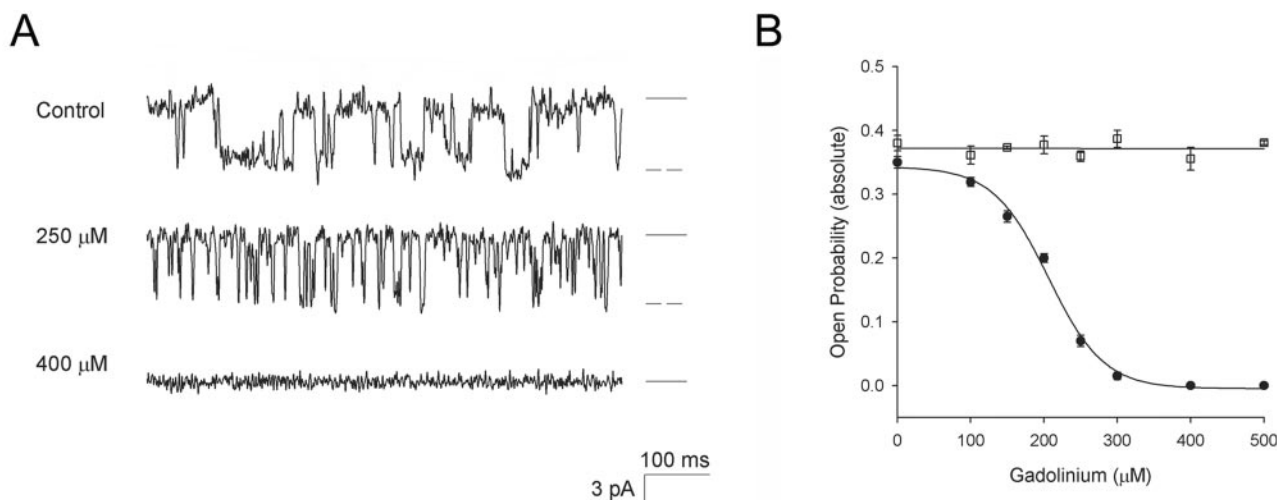 A
Control
250 μM
400 μM
100 ms
3 pA
B
Open Probability (absolute)
0.5
0.4
0.3
0.2
0.1
0.0
0 100 200 300 400 500
Gadolinium (μM)